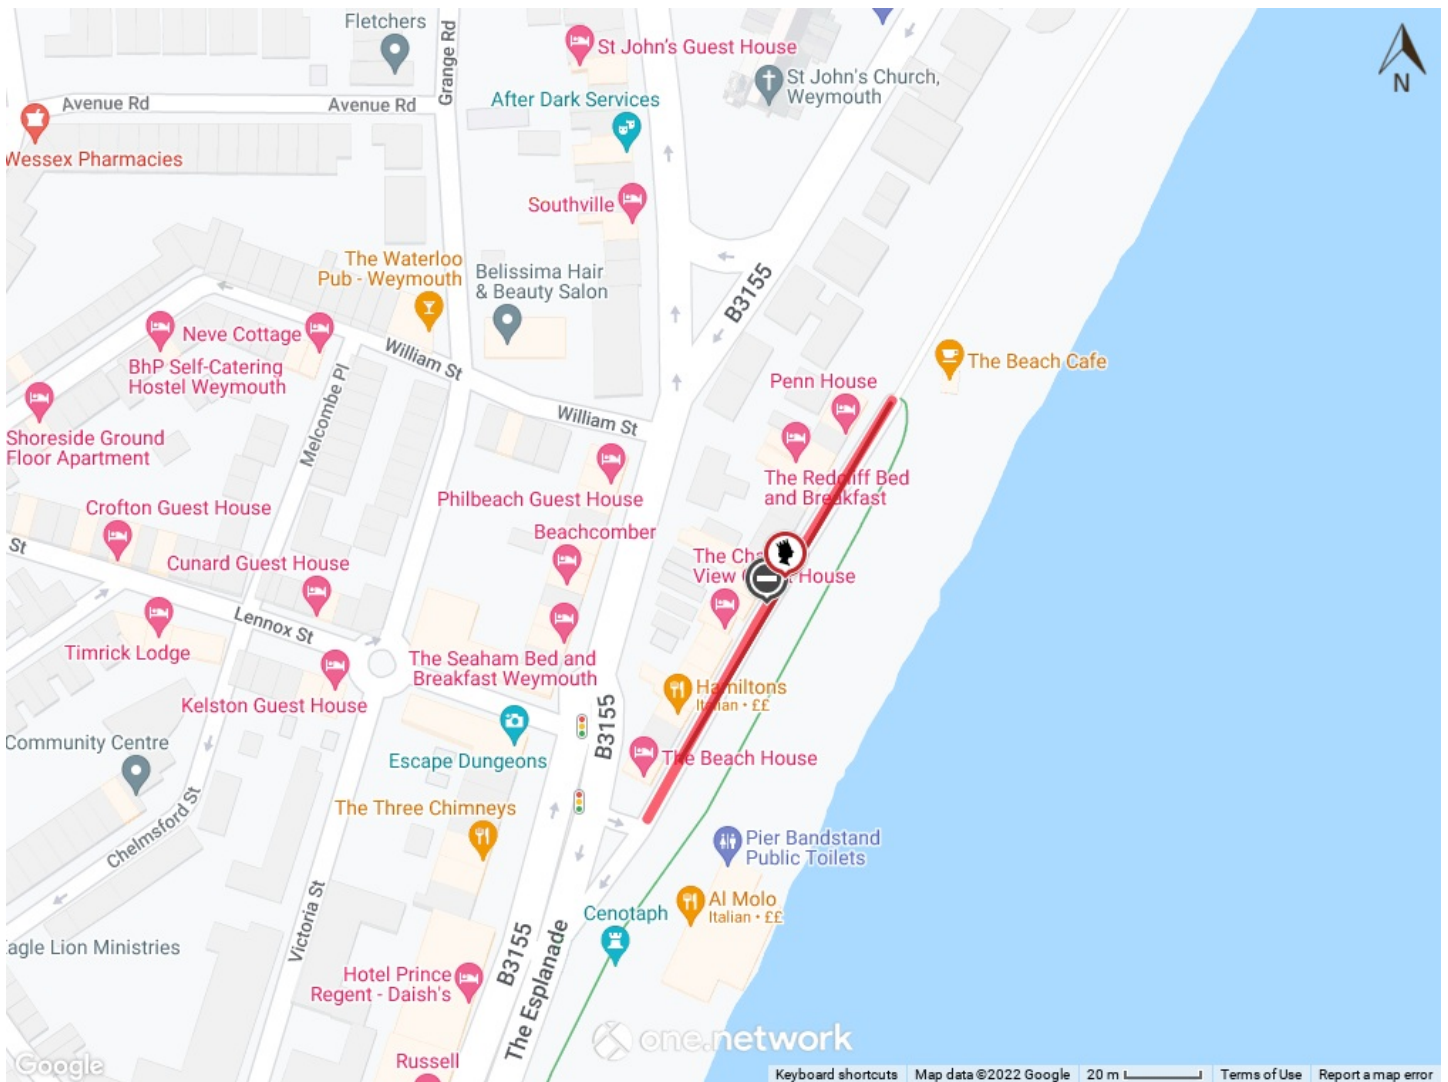 Fletchers
Grange Rd
St John's Guest House
St John's Church,
Weymouth
N
Avenue Rd
Avenue Rd
After Dark Services
Wessex Pharmacies
Southville
The Waterloo
Pub - Weymouth
Belissima Hair
& Beauty Salon
B3155
Neve Cottage
BhP Self-Catering
Hostel Weymouth
William St
Melcombe Pl
The Beach Cafe
Penn House
William St
Shoreside Ground
Floor Apartment
The Redcliff Bed
and Breakfast
Philbeach Guest House
Crofton Guest House
Beachcomber
St
Cunard Guest House
The Cha
View G t House
Lennox St
Timrick Lodge
The Seaham Bed and
Breakfast Weymouth
Kelston Guest House
Hamiltons
Italian • ££
B3155
Community Centre
Escape Dungeons
The Beach House
The Three Chimneys
Chelmsford St
Pier Bandstand
Public Toilets
Al Molo
Italian • ££
Cenotaph
Victoria St
agle Lion Ministries
B3155
The Esplanade
Hotel Prince
Regent - Daish's
one.network
Russell
Google
Keyboard shortcuts Map data ©2022 Google 20 m Terms of Use Report a map error